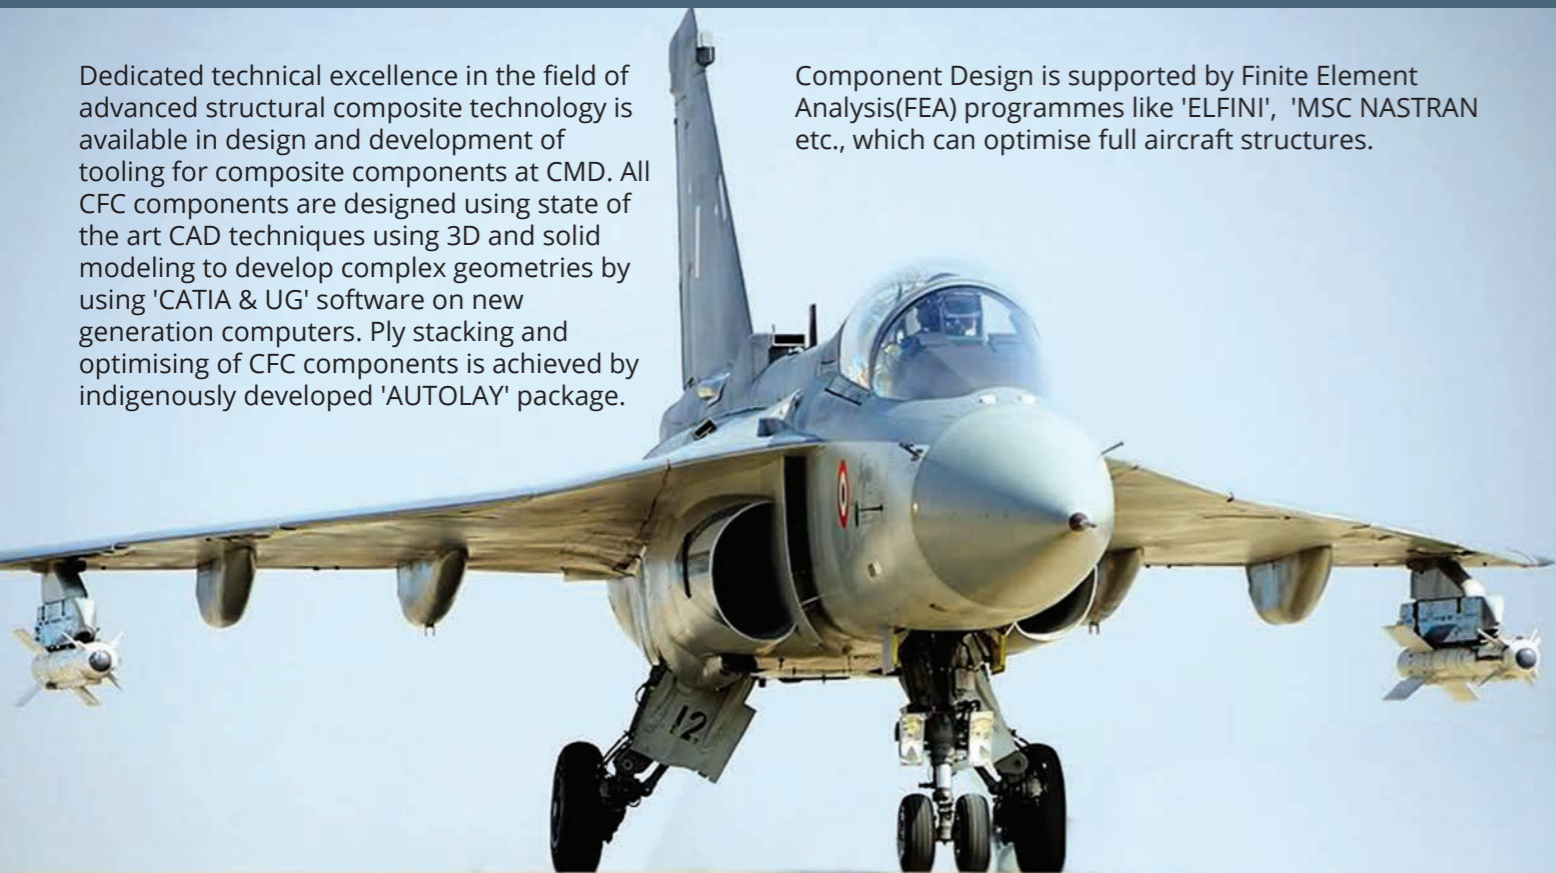 Dedicated technical excellence in the field of
advanced structural composite technology is
available in design and development of
tooling for composite components at CMD. All
CFC components are designed using state of
the art CAD techniques using 3D and solid
modeling to develop complex geometries by
using 'CATIA & UG' software on new
generation computers. Ply stacking and
optimising of CFC components is achieved by
indigenously developed 'AUTOLAY' package.
Component Design is supported by Finite Element
Analysis(FEA) programmes like 'ELFINI',  'MSC NASTRAN
etc., which can optimise full aircraft structures.
12